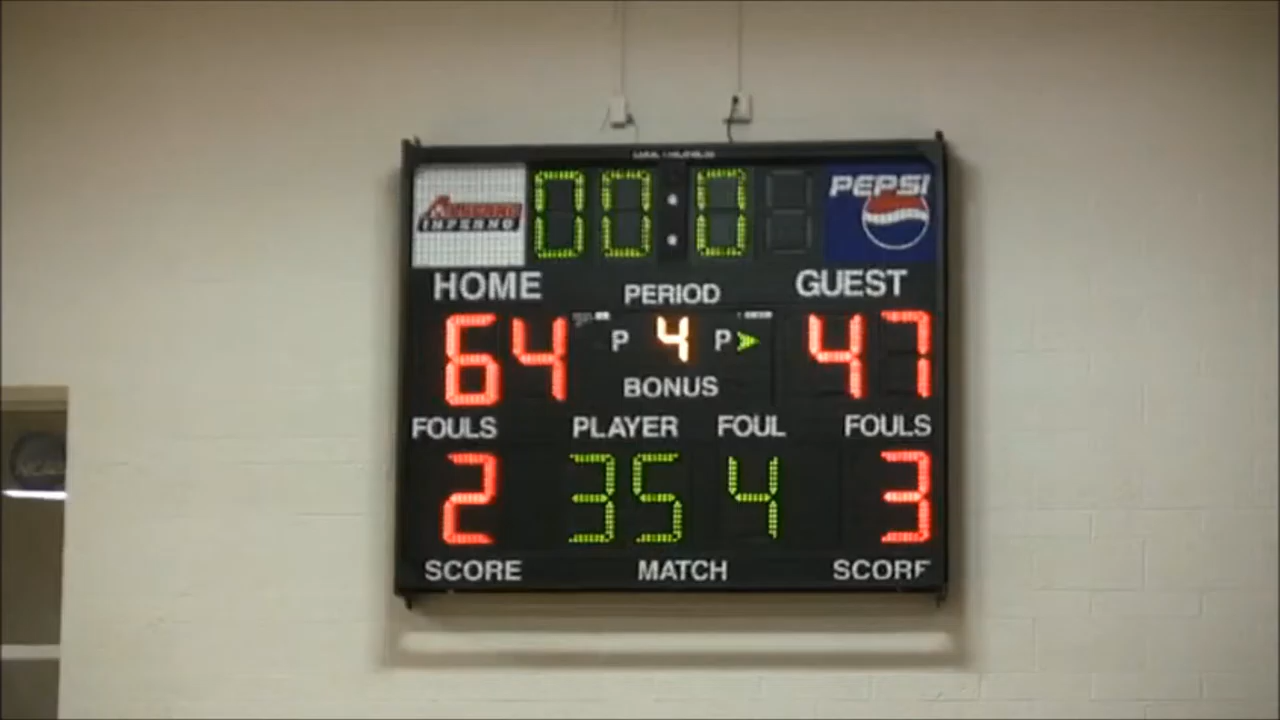 INFERNO
00:0
PEPSI
HOME
PERIOD
GUEST
64
P 4 P
47
BONUS
FOULS
PLAYER
FOUL
FOULS
2
35
4
3
SCORE
MATCH
SCORE